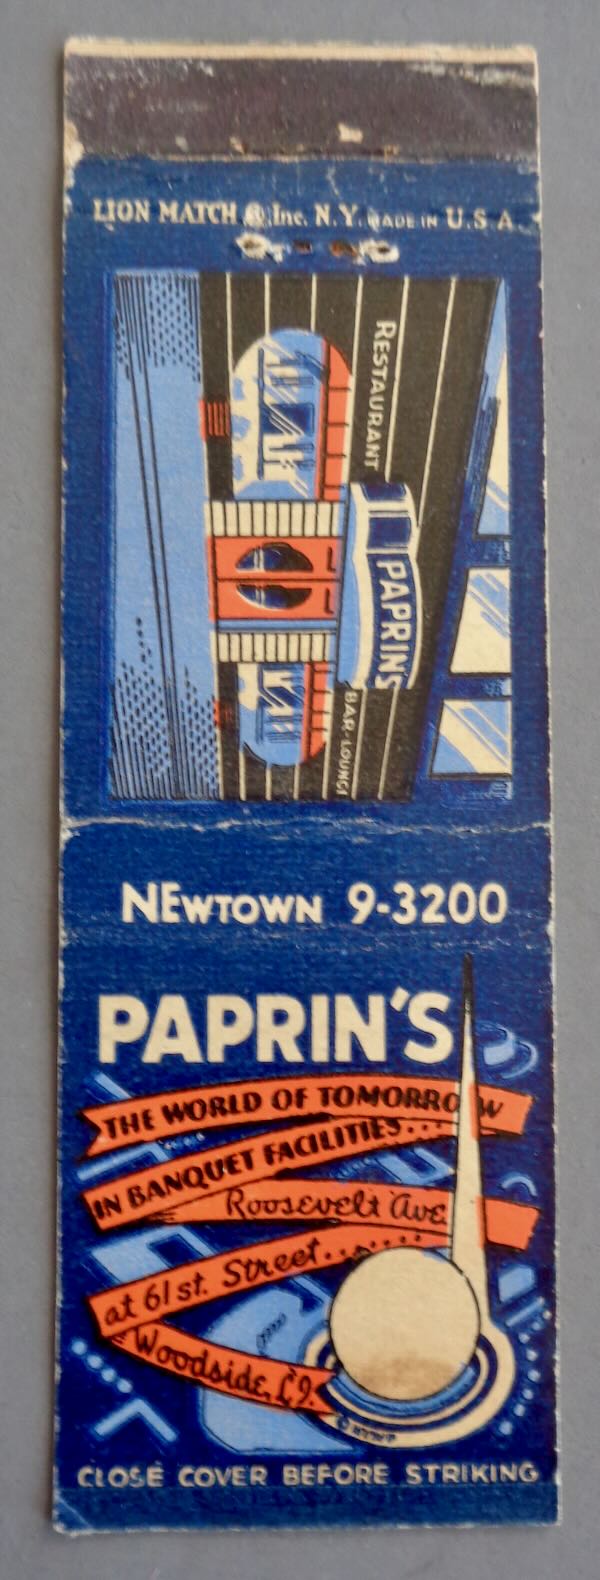 LION MATCH Co. Inc. N.Y. MADE IN U.S.A.
RESTAURANT
PAPRIN'S
BAR-LOUNGE
NEWTOWN 9-3200
PAPRIN'S
THE WORLD OF TOMORROW
IN BANQUET FACILITIES....
Roosevelt Ave
at 61st. Street.......
Woodside, L.I.
© NYWF
CLOSE COVER BEFORE STRIKING